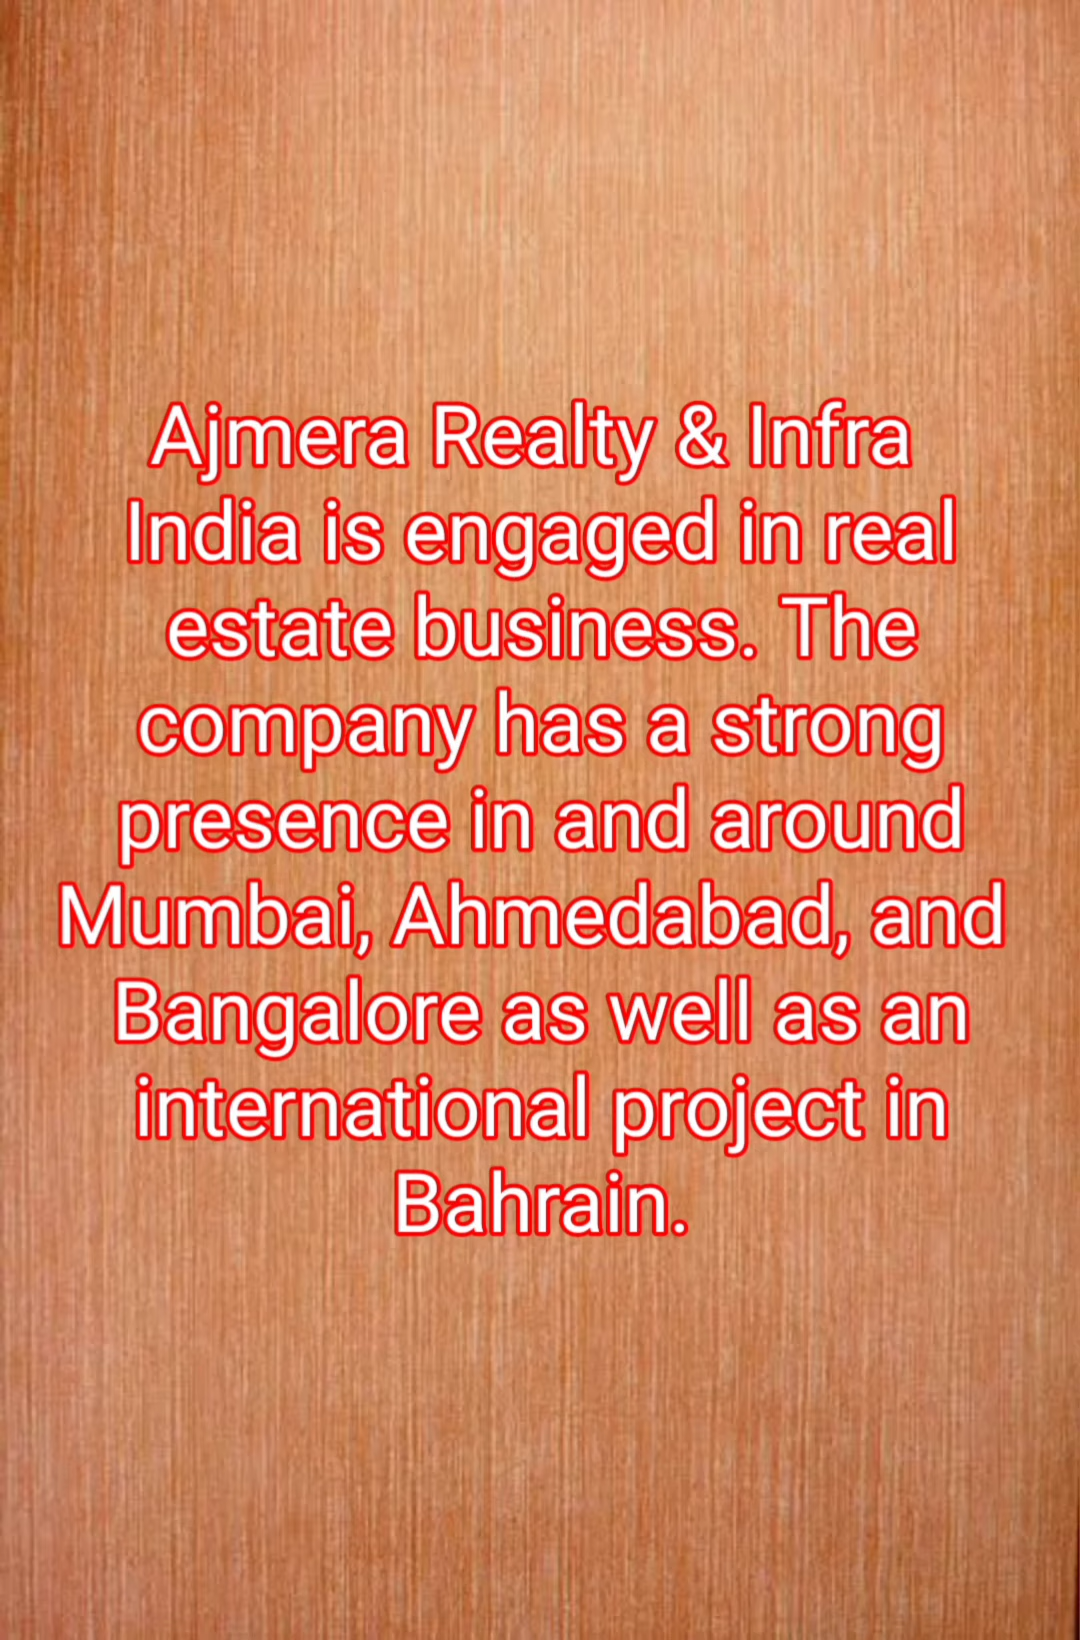 Ajmera Realty & Infra
India is engaged in real
estate business. The
company has a strong
presence in and around
Mumbai, Ahmedabad, and
Bangalore as well as an
international project in
Bahrain.